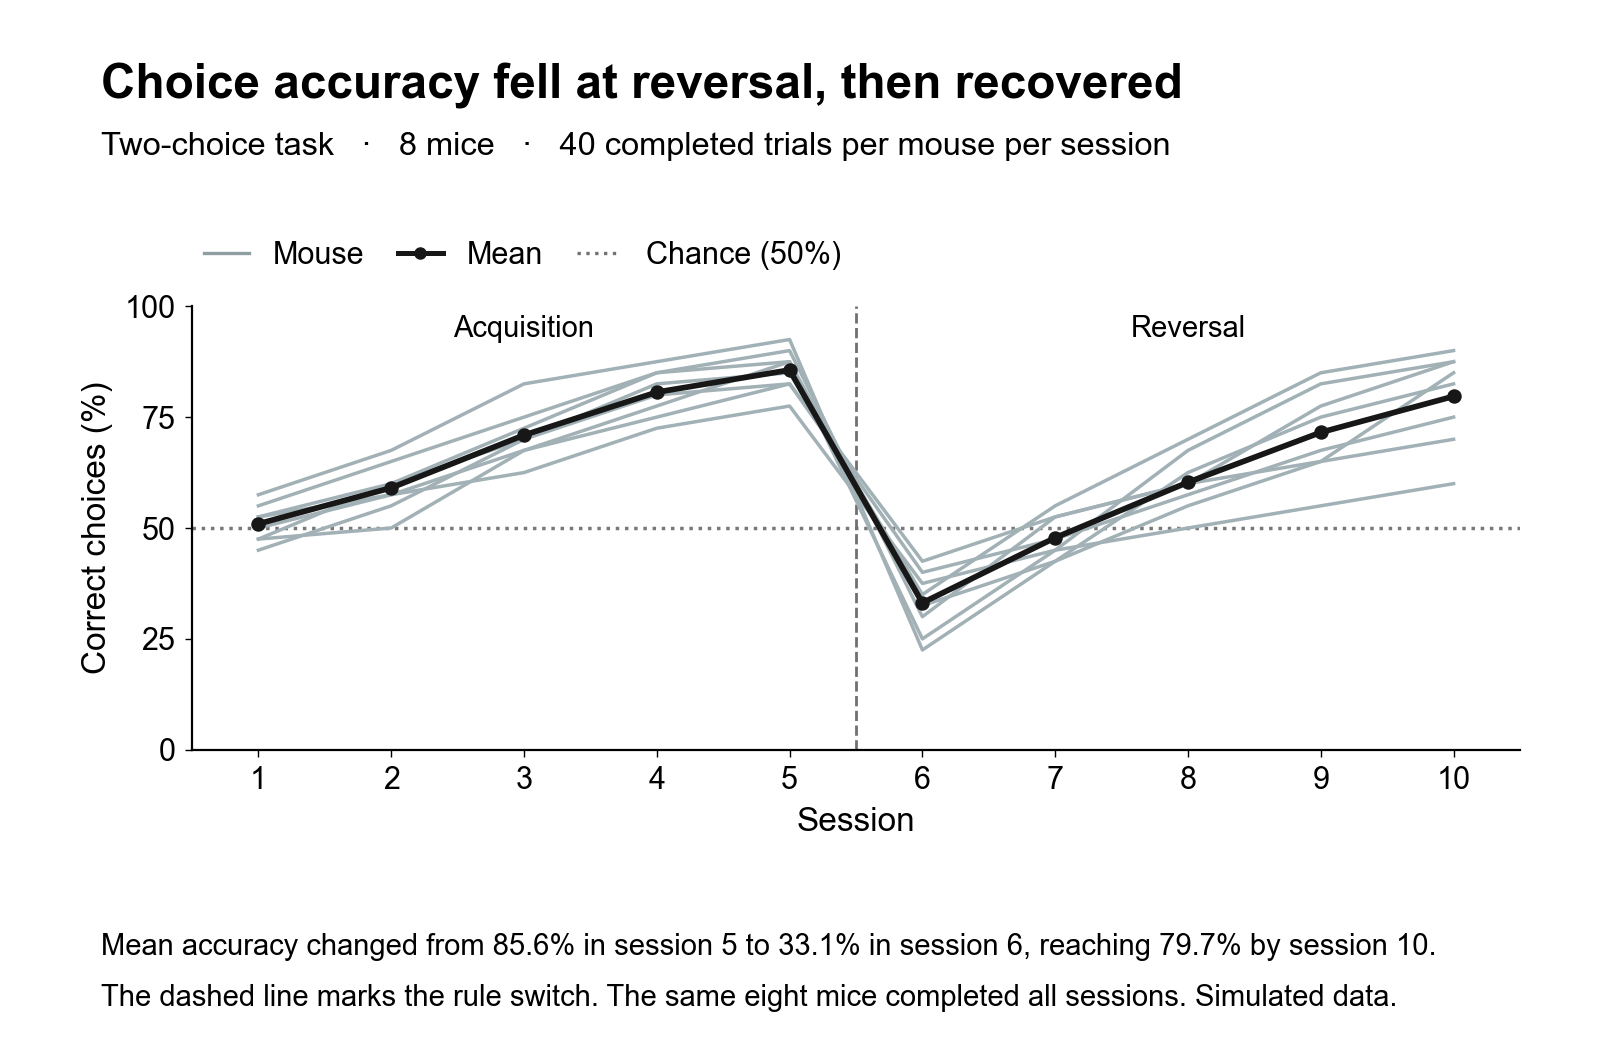 Choice accuracy fell at reversal, then recovered
Two-choice task · 8 mice · 40 completed trials per mouse per session
Mouse Mean Chance (50%)
Acquisition Reversal
Correct choices (%)
100
75
50
25
0
1 2 3 4 5 6 7 8 9 10
Session
Mean accuracy changed from 85.6% in session 5 to 33.1% in session 6, reaching 79.7% by session 10.
The dashed line marks the rule switch. The same eight mice completed all sessions. Simulated data.